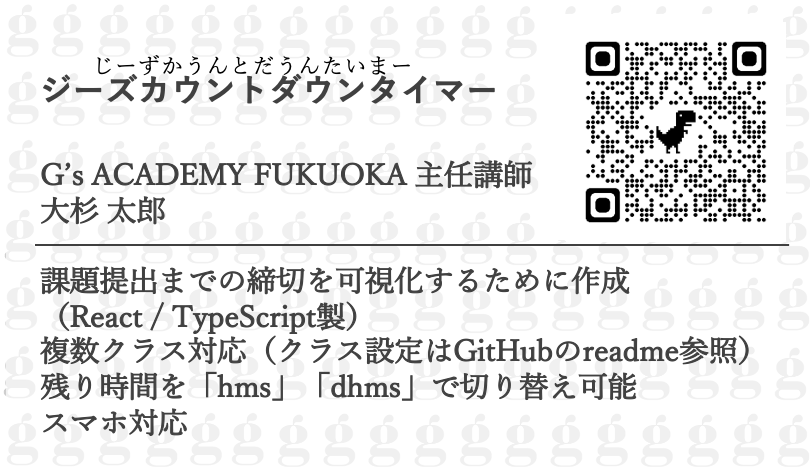 じーずかうんとだうんたいまー
ジーズカウントダウンタイマー
G’s ACADEMY FUKUOKA 主任講師
大杉 太郎
課題提出までの締切を可視化するために作成
（React / TypeScript製）
複数クラス対応（クラス設定はGitHubのreadme参照）
残り時間を「hms」「dhms」で切り替え可能
スマホ対応